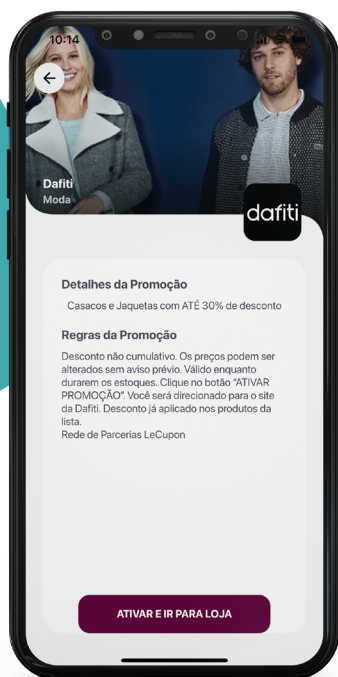 10:14
Dafiti
Moda
dafiti
Detalhes da Promoção
Casacos e Jaquetas com ATÉ 30% de desconto
Regras da Promoção
Desconto não cumulativo. Os preços podem ser
alterados sem aviso prévio. Válido enquanto
durarem os estoques. Clique no botão “ATIVAR
PROMOÇÃO”. Você será direcionado para o site
da Dafiti. Desconto já aplicado nos produtos da
lista.
Rede de Parcerias LeCupon
ATIVAR E IR PARA LOJA